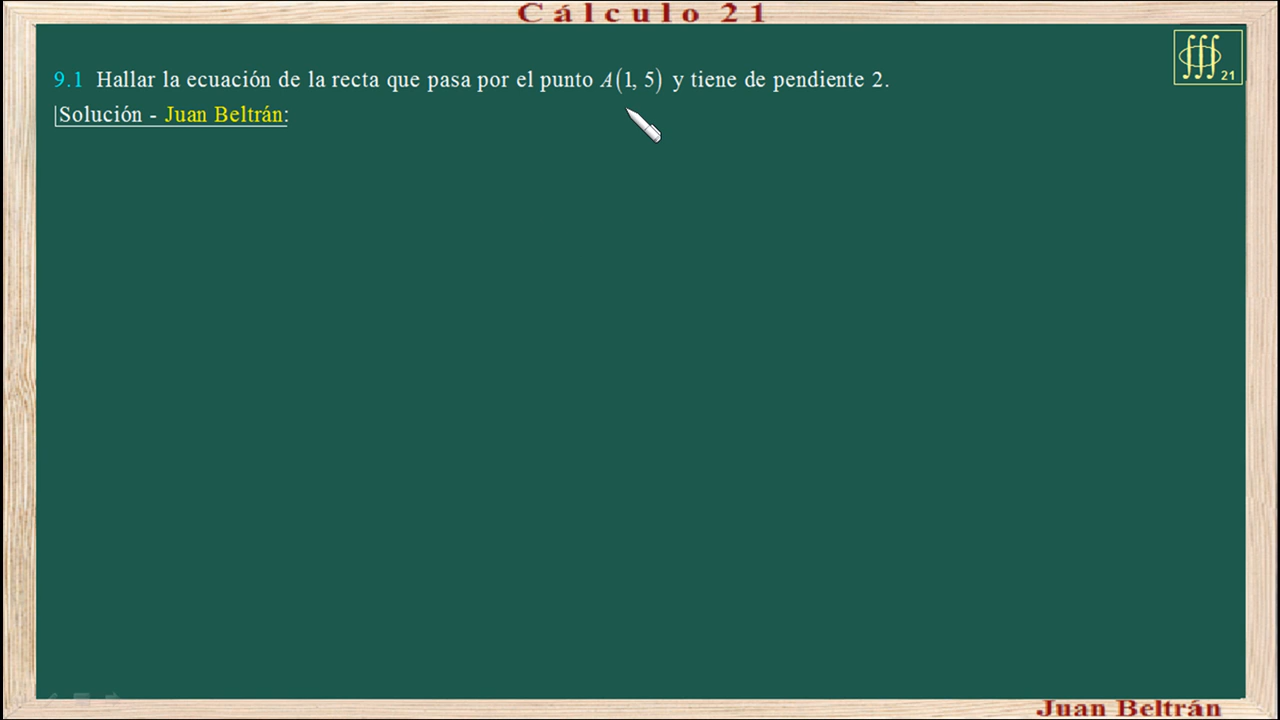 Cálculo 21
∫∫∫ 21
9.1 Hallar la ecuación de la recta que pasa por el punto A(1, 5) y tiene de pendiente 2.
Solución - Juan Beltrán:
Juan Beltrán